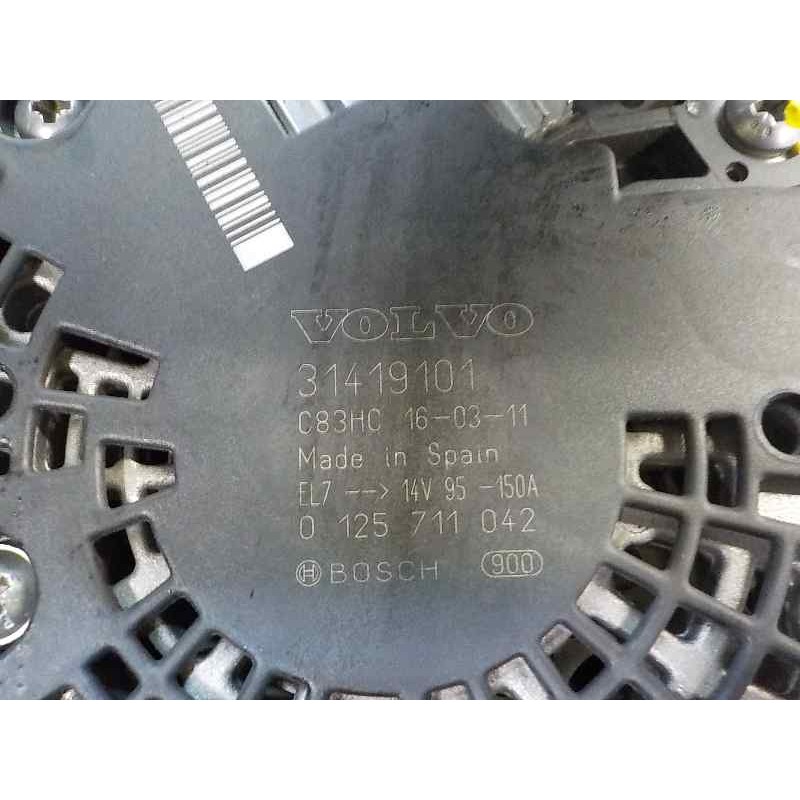 VOLVO
31419101
C83HC 16-03-11
Made in Spain
EL7 --> 14V 95 -150A
0 125 711 042
BOSCH 900